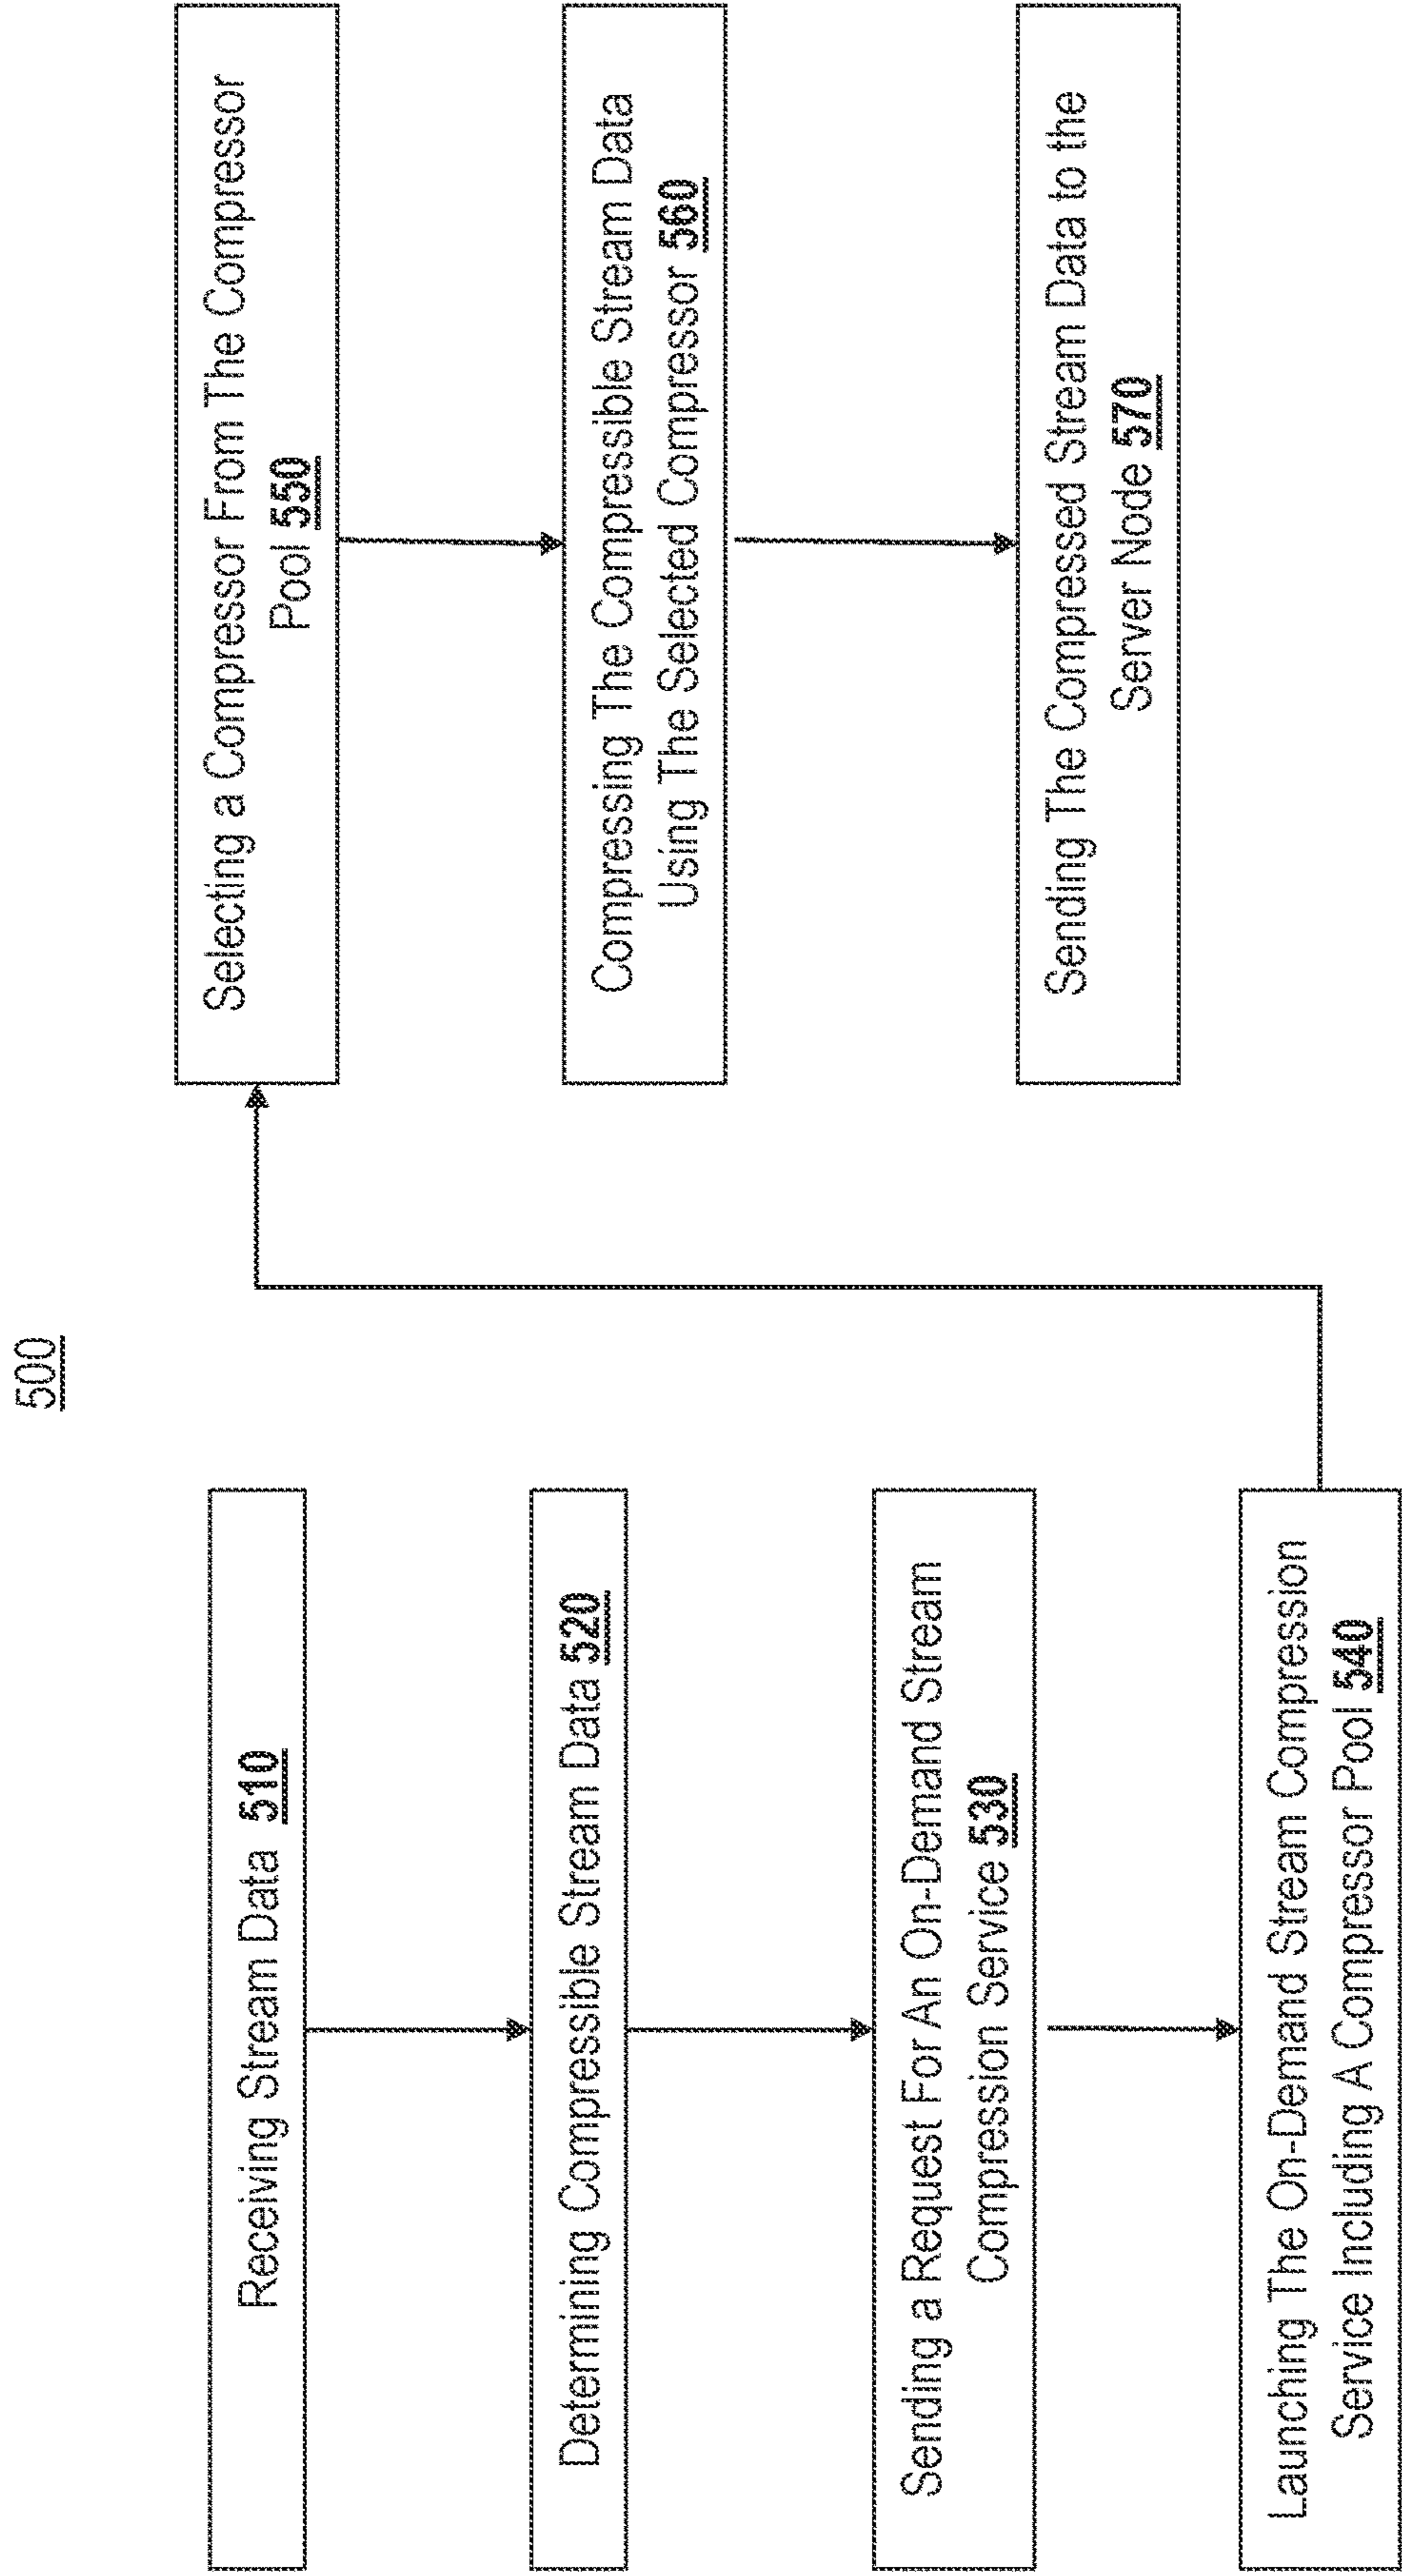 500
Receiving Stream Data 510
Determining Compressible Stream Data 520
Sending a Request For An On-Demand Stream
Compression Service 530
Launching The On-Demand Stream Compression
Service Including A Compressor Pool 540
Selecting a Compressor From The Compressor
Pool 550
Compressing The Compressible Stream Data
Using The Selected Compressor 560
Sending The Compressed Stream Data to the
Server Node 570